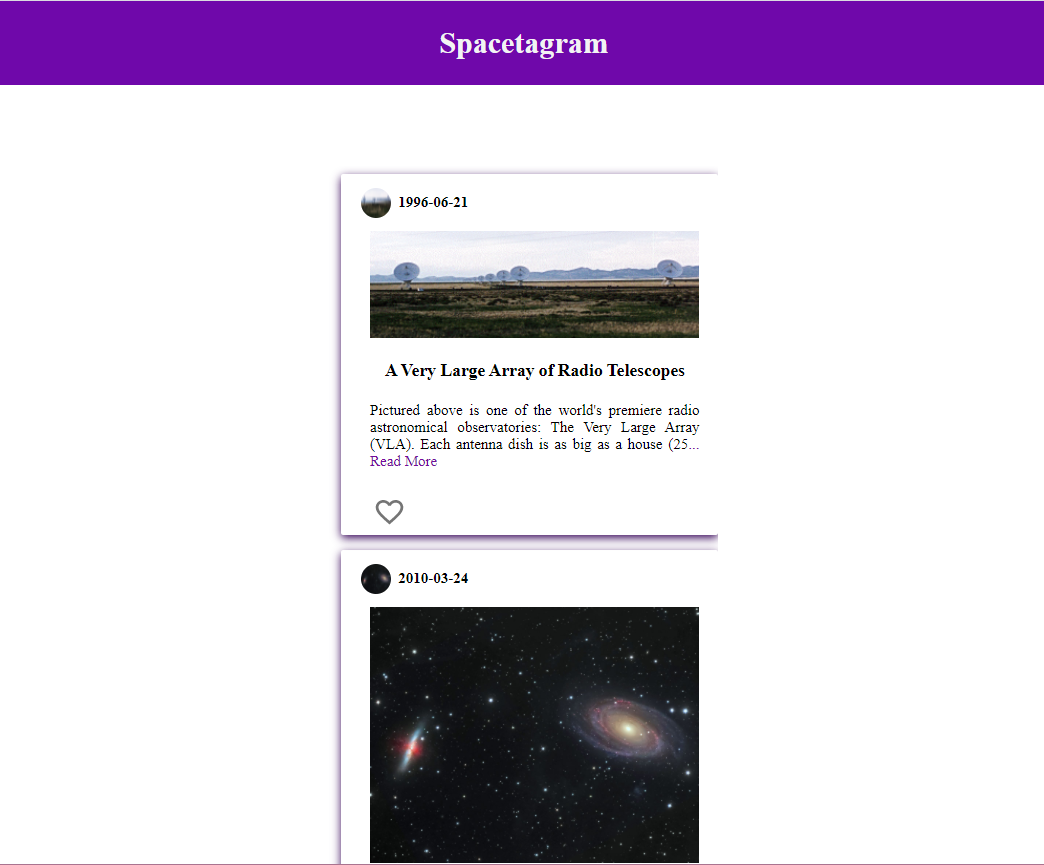 Spacetagram
1996-06-21
A Very Large Array of Radio Telescopes
Pictured above is one of the world's premiere radio
astronomical observatories: The Very Large Array
(VLA). Each antenna dish is as big as a house (25...
Read More
2010-03-24